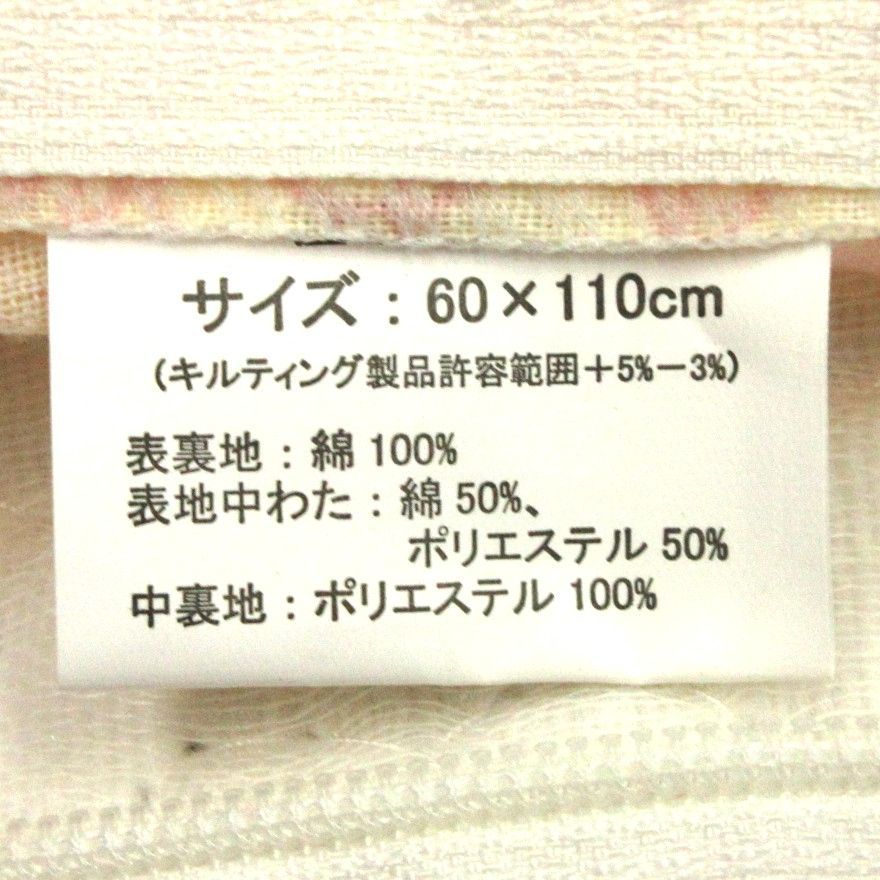 サイズ：60×110cm
(キルティング製品許容範囲＋5%－3%)
表裏地：綿 100%
表地中わた：綿 50%、
ポリエステル 50%
中裏地：ポリエステル 100%